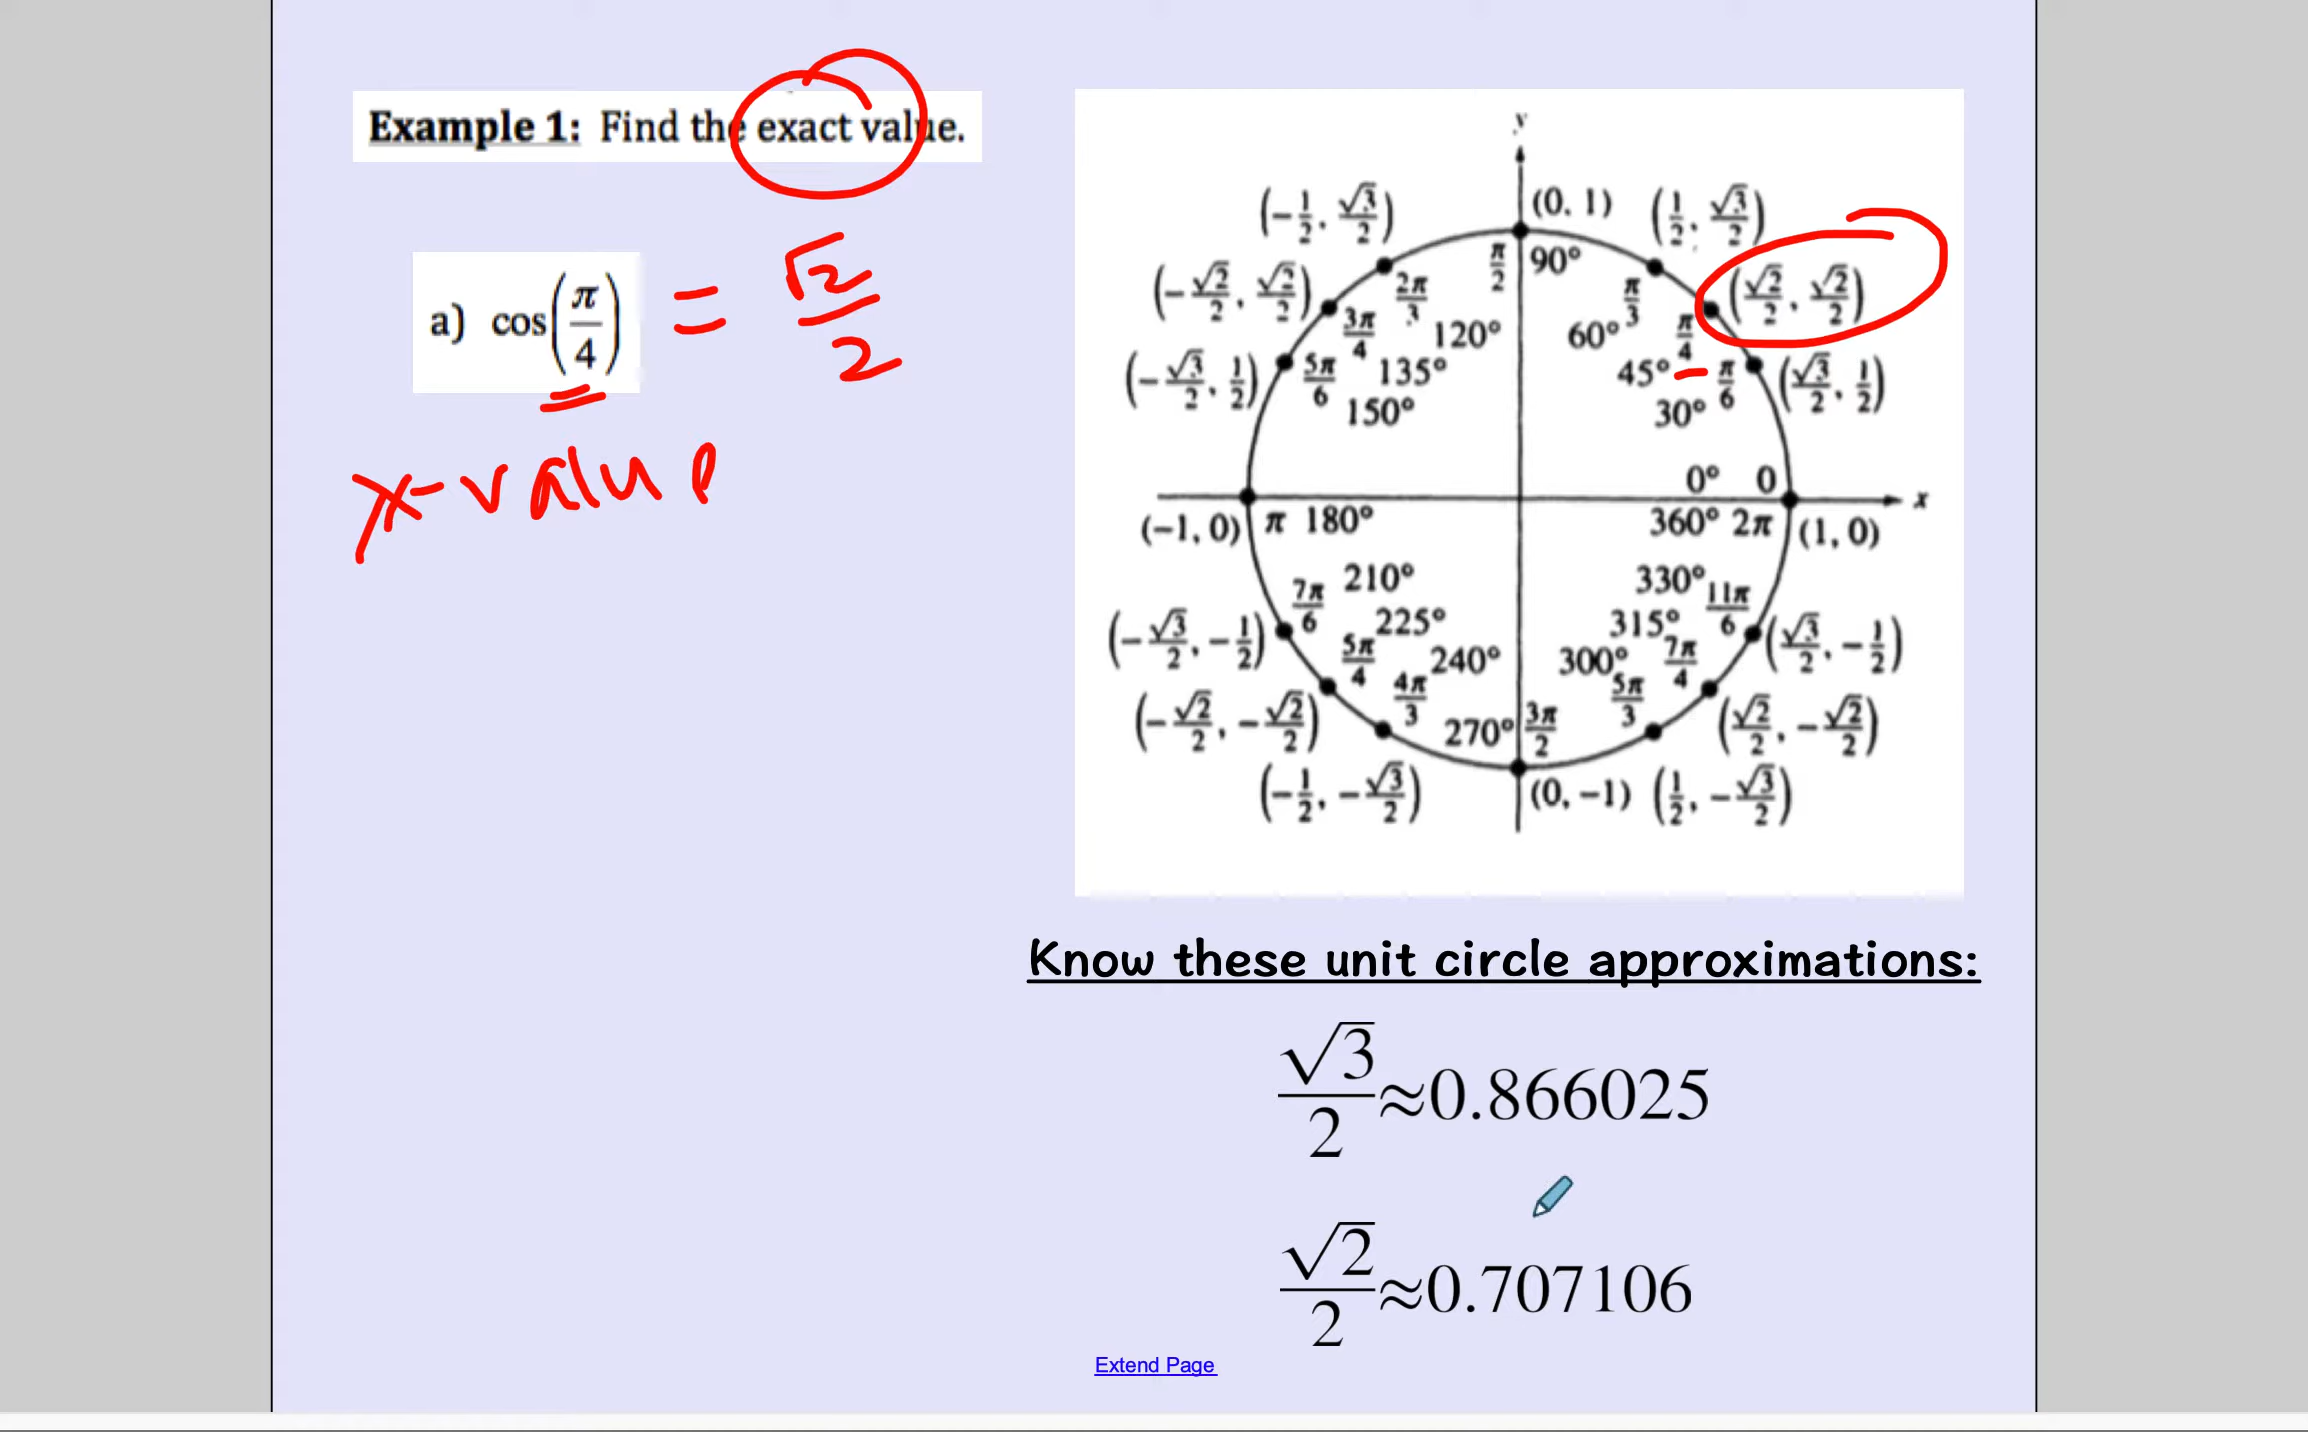 Example 1: Find the exact value.
a) cos(π/4) = √2/2
x-value
y
(0, 1)
(-1/2, √3/2)
(1/2, √3/2)
(-√2/2, √2/2)
(√2/2, √2/2)
π/2 90°
2π/3
π/3
3π/4 120°
60° π/4
(-√3/2, 1/2)
5π/6 135°
45° π/6
(√3/2, 1/2)
150°
30°
0° 0
x
(-1, 0) π 180°
360° 2π (1, 0)
7π/6 210°
330° 11π/6
225°
315°
(-√3/2, -1/2)
5π/4 240°
300° 7π/4
(√3/2, -1/2)
4π/3
5π/3
(-√2/2, -√2/2)
270° 3π/2
(√2/2, -√2/2)
(-1/2, -√3/2)
(0, -1)
(1/2, -√3/2)
Know these unit circle approximations:
√3/2≈0.866025
√2/2≈0.707106
Extend Page